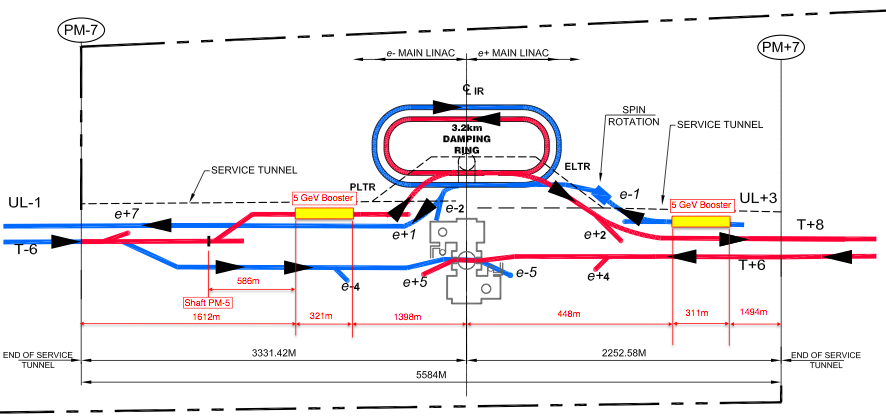 PM-7
PM+7
e- MAIN LINAC
e+ MAIN LINAC
℄ IR
3.2km
DAMPING
RING
SPIN
ROTATION
SERVICE TUNNEL
SERVICE TUNNEL
PLTR
ELTR
5 GeV Booster
5 GeV Booster
UL-1
UL+3
e+7
e-2
e-1
e+1
e+2
T-6
T+8
T+6
e-4
e+5
e-5
e+4
586m
Shaft PM-5
1612m
321m
1398m
448m
311m
1494m
END OF SERVICE
TUNNEL
3331.42M
2252.58M
END OF SERVICE
TUNNEL
5584M